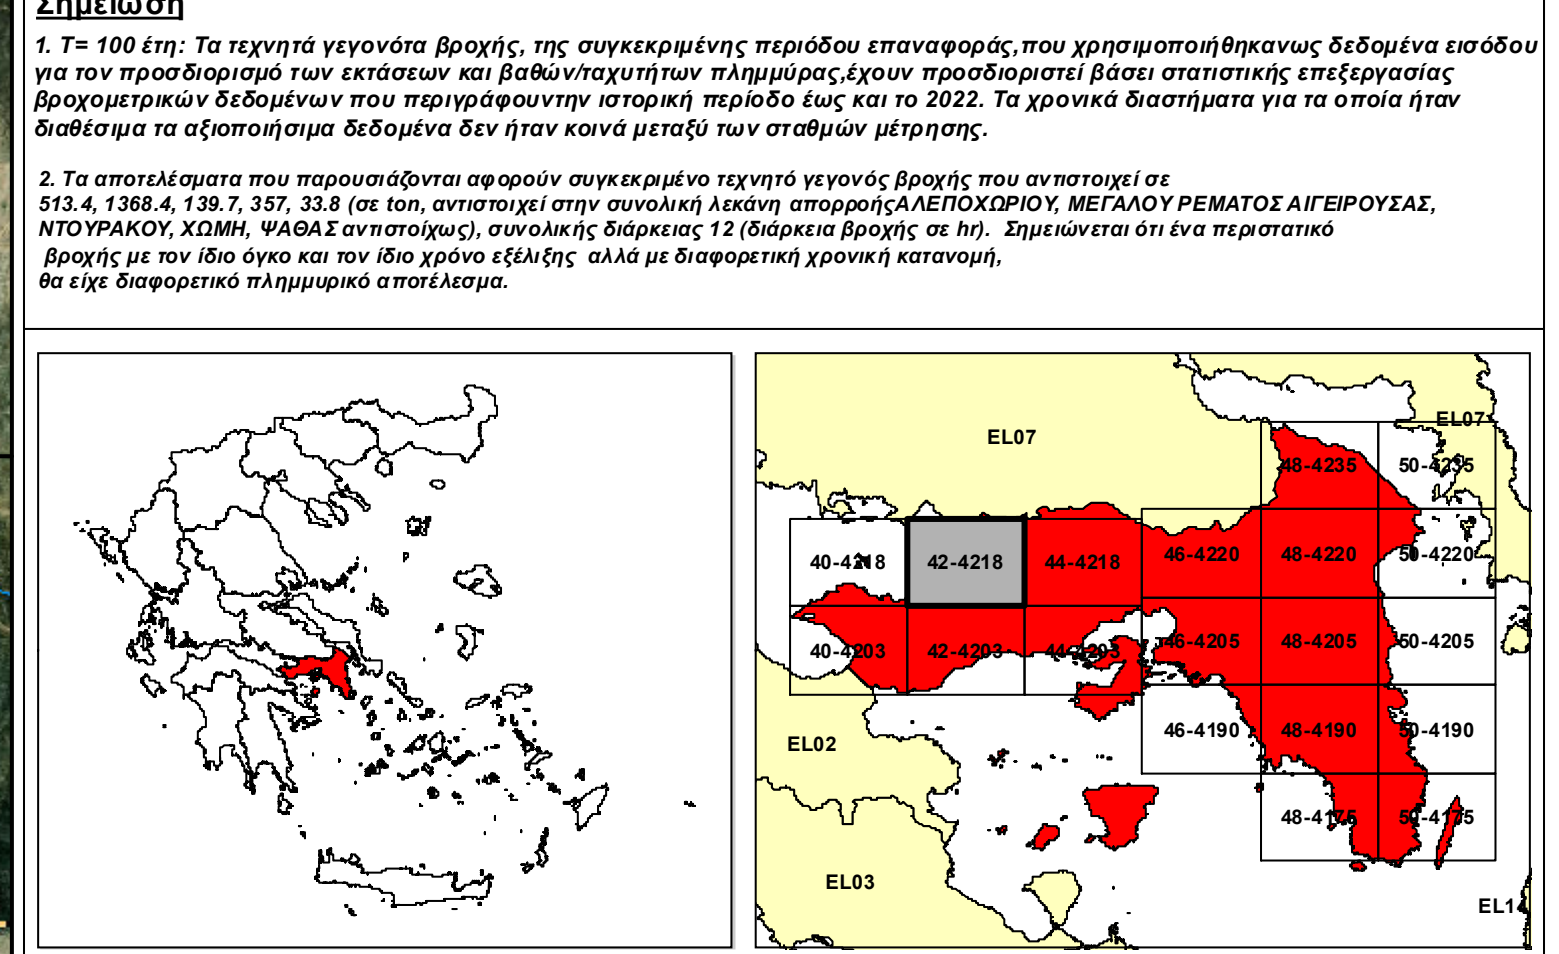 Σημείωση
1. Τ= 100 έτη: Τα τεχνητά γεγονότα βροχής, της συγκεκριμένης περιόδου επαναφοράς,που χρησιμοποιήθηκανως δεδομένα εισόδου
για τον προσδιορισμό των εκτάσεων και βαθών/ταχυτήτων πλημμύρας,έχουν προσδιοριστεί βάσει στατιστικής επεξεργασίας
βροχομετρικών δεδομένων που περιγράφουντην ιστορική περίοδο έως και το 2022. Τα χρονικά διαστήματα για τα οποία ήταν
διαθέσιμα τα αξιοποιήσιμα δεδομένα δεν ήταν κοινά μεταξύ των σταθμών μέτρησης.
2. Τα αποτελέσματα που παρουσιάζονται αφορούν συγκεκριμένο τεχνητό γεγονός βροχής που αντιστοιχεί σε
513.4, 1368.4, 139.7, 357, 33.8 (σε ton, αντιστοιχεί στην συνολική λεκάνη απορροήςΑΛΕΠΟΧΩΡΙΟΥ, ΜΕΓΑΛΟΥ ΡΕΜΑΤΟΣ ΑΙΓΕΙΡΟΥΣΑΣ,
ΝΤΟΥΡΑΚΟΥ, ΧΩΜΗ, ΨΑΘΑΣ αντιστοίχως), συνολικής διάρκειας 12 (διάρκεια βροχής σε hr). Σημειώνεται ότι ένα περιστατικό
βροχής με τον ίδιο όγκο και τον ίδιο χρόνο εξέλιξης αλλά με διαφορετική χρονική κατανομή,
θα είχε διαφορετικό πλημμυρικό αποτέλεσμα.
EL07
EL07
48-4235
50-4235
40-4218
42-4218
44-4218
46-4220
48-4220
50-4220
40-4203
42-4203
44-4203
46-4205
48-4205
50-4205
EL02
46-4190
48-4190
50-4190
48-4175
50-4175
EL03
EL14